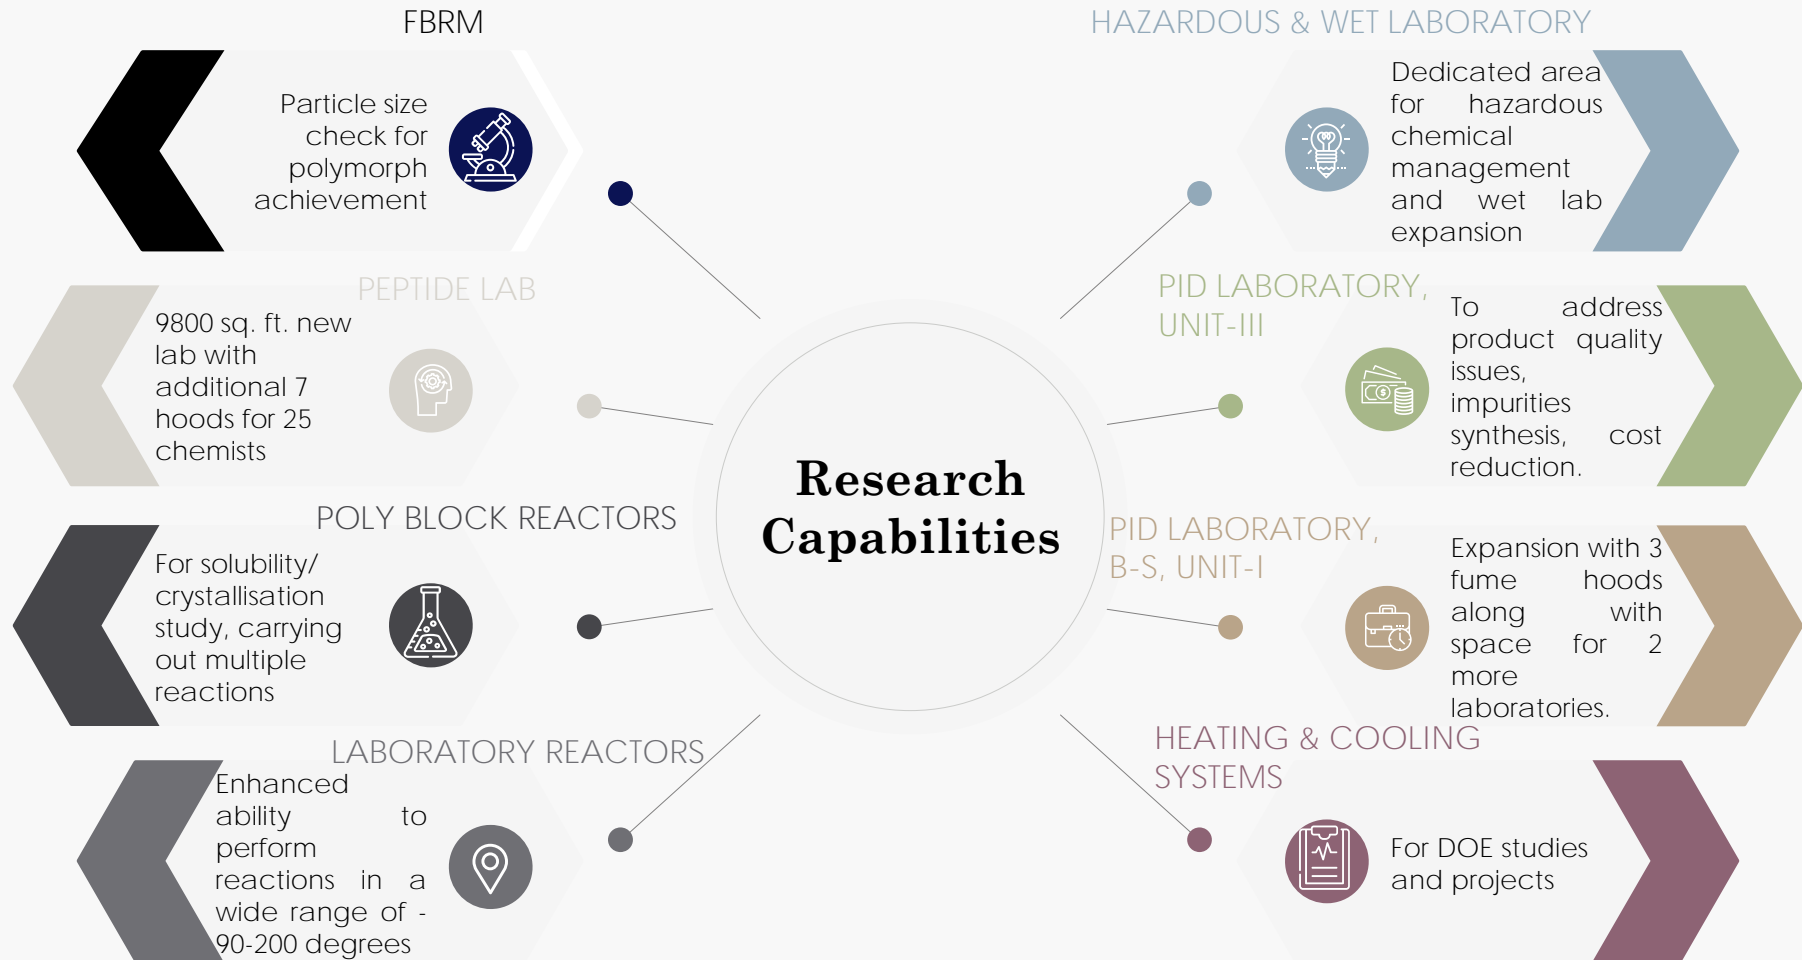 FBRM
Particle size
check for
polymorph
achievement
PEPTIDE LAB
9800 sq. ft. new
lab with
additional 7
hoods for 25
chemists
POLY BLOCK REACTORS
For solubility/
crystallisation
study, carrying
out multiple
reactions
LABORATORY REACTORS
Enhanced
ability to
perform
reactions in a
wide range of -
90-200 degrees
Research
Capabilities
HAZARDOUS & WET LABORATORY
Dedicated area
for hazardous
chemical
management
and wet lab
expansion
PID LABORATORY,
UNIT-III
To address
product quality
issues,
impurities
synthesis, cost
reduction.
PID LABORATORY,
B-S, UNIT-I
Expansion with 3
fume hoods
along with
space for 2
more
laboratories.
HEATING & COOLING
SYSTEMS
For DOE studies
and projects